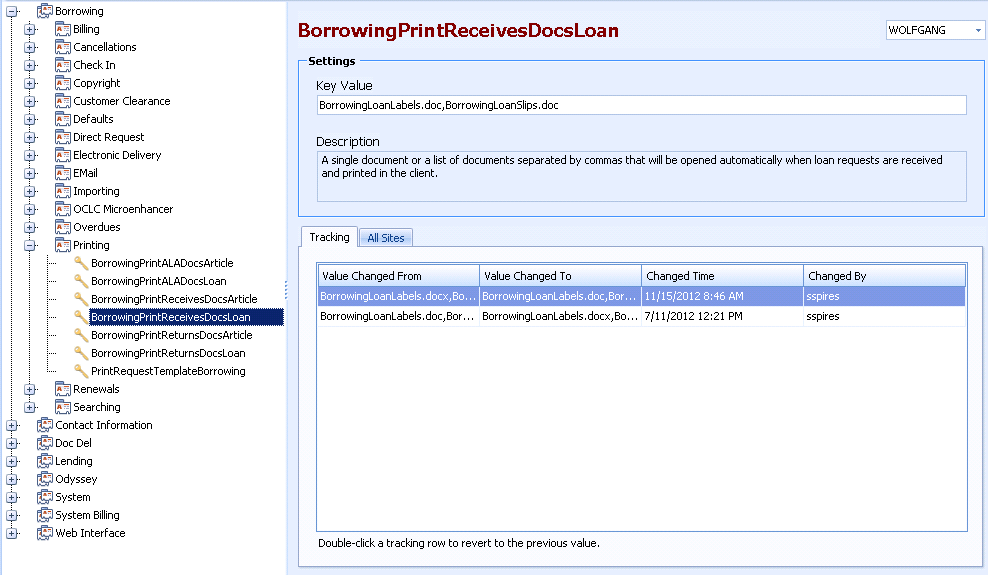 Borrowing
Billing
Cancellations
Check In
Copyright
Customer Clearance
Defaults
Direct Request
Electronic Delivery
EMail
Importing
OCLC Microenhancer
Overdues
Printing
BorrowingPrintALADocsArticle
BorrowingPrintALADocsLoan
BorrowingPrintReceivesDocsArticle
BorrowingPrintReceivesDocsLoan
BorrowingPrintReturnsDocsArticle
BorrowingPrintReturnsDocsLoan
PrintRequestTemplateBorrowing
Renewals
Searching
Contact Information
Doc Del
Lending
Odyssey
System
System Billing
Web Interface
BorrowingPrintReceivesDocsLoan
WOLFGANG
Settings
Key Value
BorrowingLoanLabels.doc,BorrowingLoanSlips.doc
Description
A single document or a list of documents separated by commas that will be opened automatically when loan requests are received
and printed in the client.
Tracking All Sites
Value Changed From Value Changed To Changed Time Changed By
BorrowingLoanLabels.docx,Bo... BorrowingLoanLabels.doc,Bor... 11/15/2012 8:46 AM sspires
BorrowingLoanLabels.doc,Bor... BorrowingLoanLabels.docx,Bo... 7/11/2012 12:21 PM sspires
Double-click a tracking row to revert to the previous value.